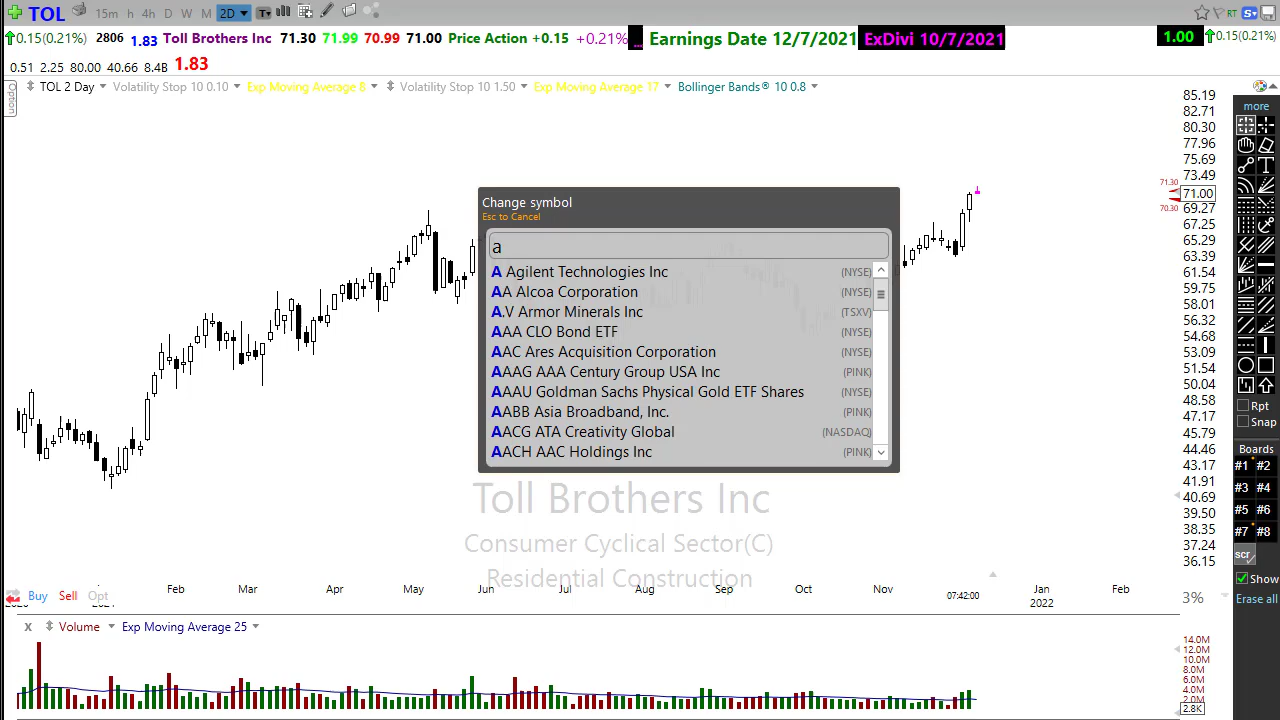 TOL 15m h 4h D W M 2D T
RT S
0.15(0.21%) 2806 1.83 Toll Brothers Inc 71.30 71.99 70.99 71.00 Price Action +0.15 +0.21% ... Earnings Date 12/7/2021 ExDivi 10/7/2021 1.00 0.15(0.21%)
0.51 2.25 80.00 40.66 8.4B 1.83
Option
TOL 2 Day Volatility Stop 10 0.10 Exp Moving Average 8 Volatility Stop 10 1.50 Exp Moving Average 17 Bollinger Bands® 10 0.8
85.19
82.71
80.30
77.96
75.69
73.49
71.30
71.00
70.30
69.27
67.25
65.29
63.39
61.54
59.75
58.01
56.32
54.68
53.09
51.54
50.04
48.58
47.17
45.79
44.46
43.17
41.91
40.69
39.50
38.35
37.24
36.15
3%
more
T
Rpt
Snap
Boards
#1 #2
#3 #4
#5 #6
#7 #8
scr
Show
Erase all
Change symbol
Esc to Cancel
a
A Agilent Technologies Inc (NYSE)
AA Alcoa Corporation (NYSE)
A.V Armor Minerals Inc (TSXV)
AAA CLO Bond ETF (NYSE)
AAC Ares Acquisition Corporation (NYSE)
AAAG AAA Century Group USA Inc (PINK)
AAAU Goldman Sachs Physical Gold ETF Shares (NYSE)
AABB Asia Broadband, Inc. (PINK)
AACG ATA Creativity Global (NASDAQ)
AACH AAC Holdings Inc (PINK)
Toll Brothers Inc
Consumer Cyclical Sector(C)
Residential Construction
Feb Mar Apr May Jun Jul Aug Sep Oct Nov 07:42:00 Jan Feb
2022
Buy Sell Opt
X Volume Exp Moving Average 25
14.0M
12.0M
10.0M
8.0M
6.0M
4.0M
2.8K